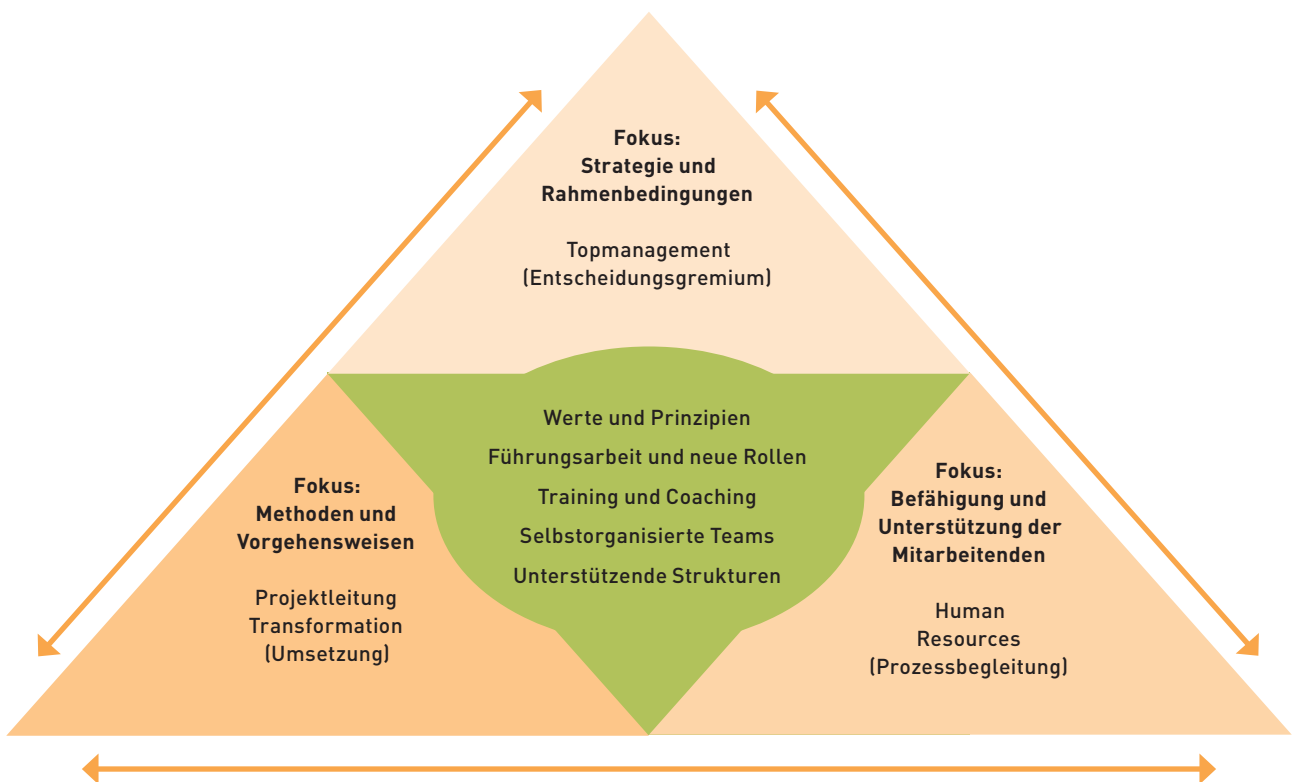 Fokus:
Strategie und
Rahmenbedingungen
Topmanagement
(Entscheidungsgremium)
Werte und Prinzipien
Führungsarbeit und neue Rollen
Training und Coaching
Selbstorganisierte Teams
Unterstützende Strukturen
Fokus:
Methoden und
Vorgehensweisen
Projektleitung
Transformation
(Umsetzung)
Fokus:
Befähigung und
Unterstützung der
Mitarbeitenden
Human
Resources
(Prozessbegleitung)